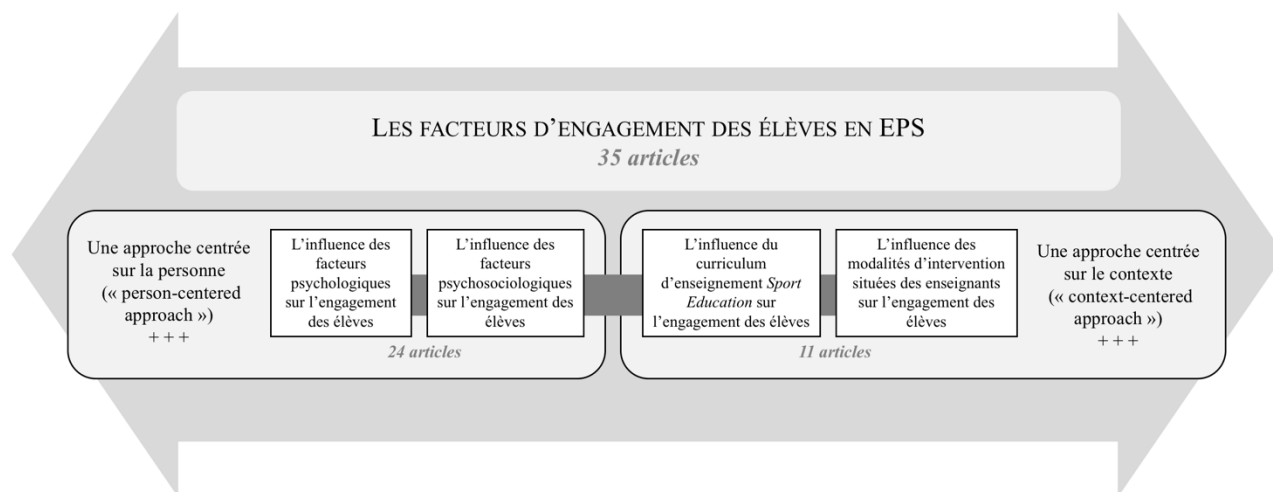 LES FACTEURS D’ENGAGEMENT DES ÉLÈVES EN EPS
35 articles
Une approche centrée
sur la personne
(« person-centered
approach »)
+ + +
L’influence des
facteurs
psychologiques
sur l’engagement
des élèves
L’influence des
facteurs
psychosociologiques
sur l’engagement des
élèves
24 articles
L’influence du
curriculum
d’enseignement Sport
Education sur
l’engagement des élèves
L’influence des
modalités d’intervention
situées des enseignants
sur l’engagement des
élèves
11 articles
Une approche centrée
sur le contexte
(« context-centered
approach »)
+ + +